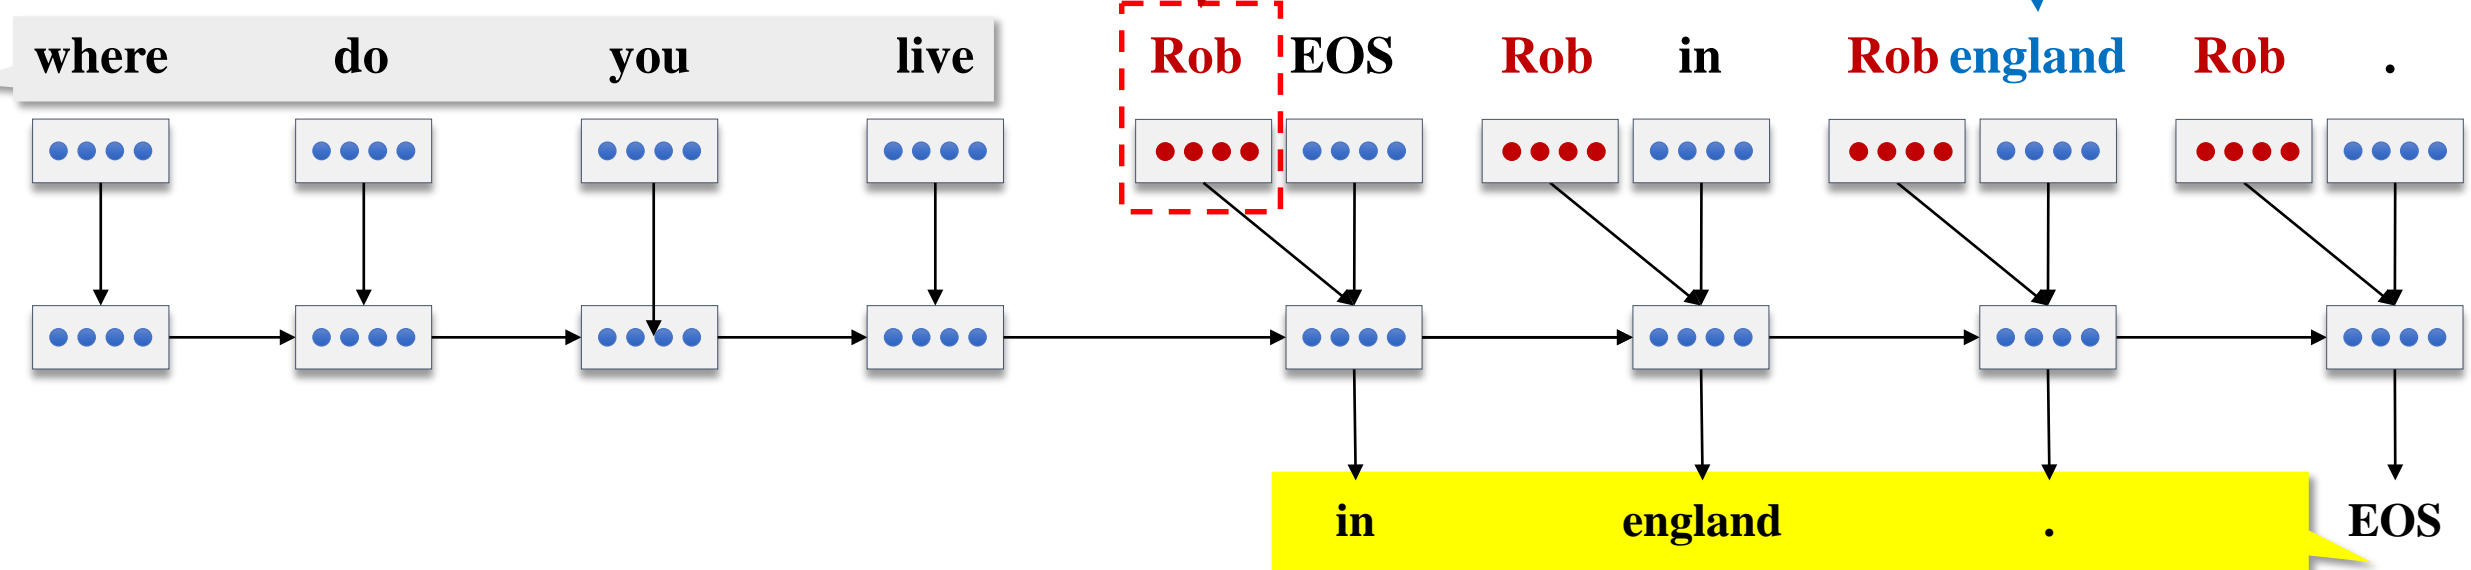 where do you live Rob EOS Rob in Rob england Rob .
in england . EOS